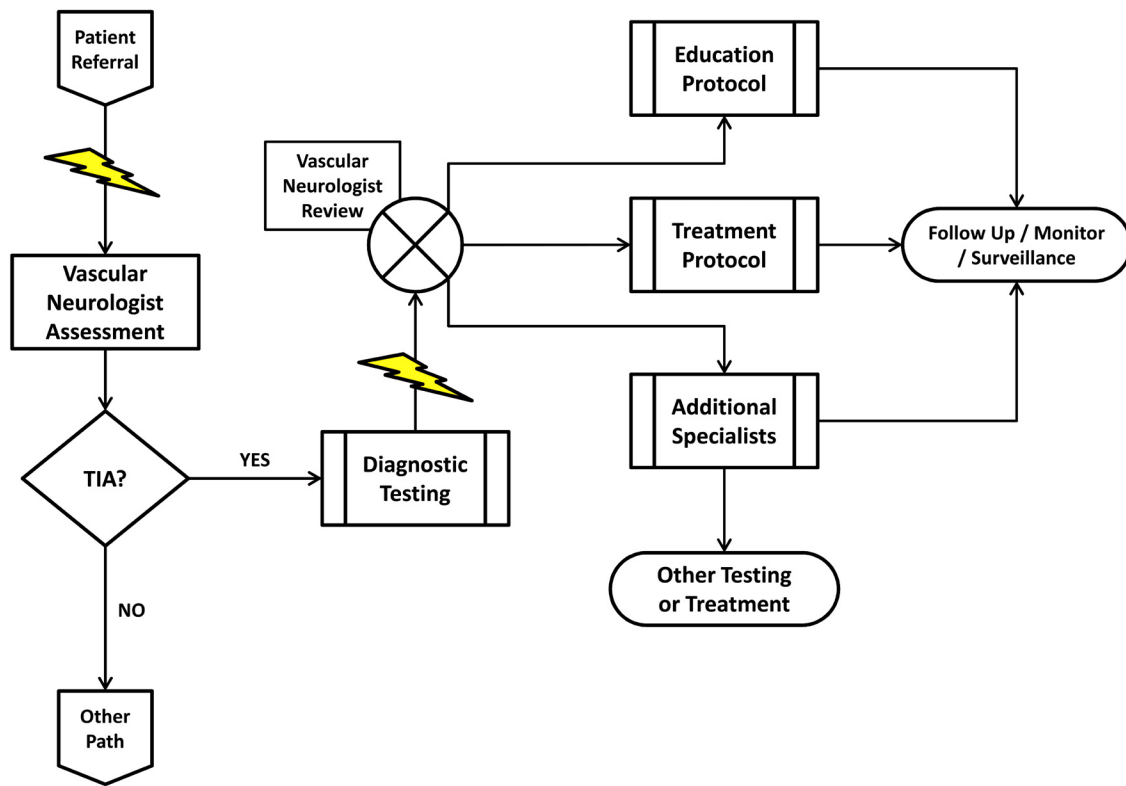 Patient
Referral
Vascular
Neurologist
Assessment
TIA?
YES
NO
Other
Path
Diagnostic
Testing
Vascular
Neurologist
Review
Education
Protocol
Treatment
Protocol
Additional
Specialists
Other Testing
or Treatment
Follow Up / Monitor
/ Surveillance